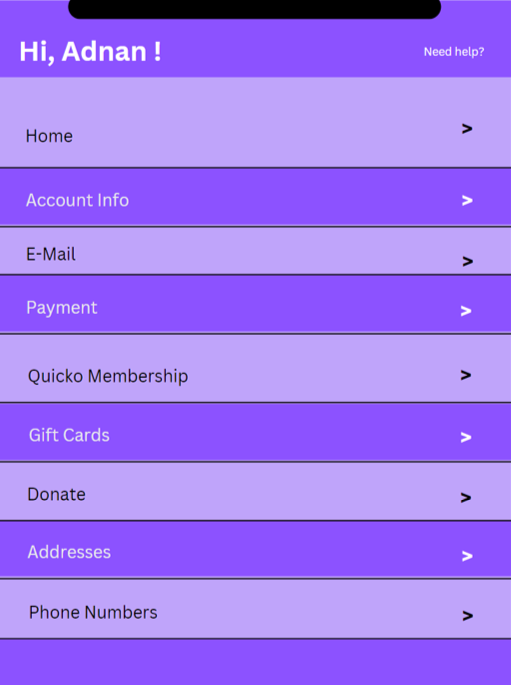 Hi, Adnan !
Need help?
Home >
Account Info >
E-Mail >
Payment >
Quicko Membership >
Gift Cards >
Donate >
Addresses >
Phone Numbers >